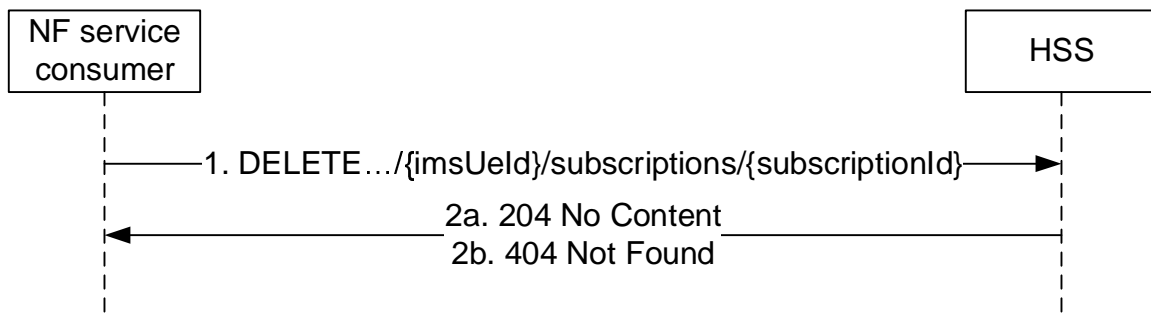 NF service
consumer
HSS
1. DELETE…/{imsUeId}/subscriptions/{subscriptionId}
2a. 204 No Content
2b. 404 Not Found